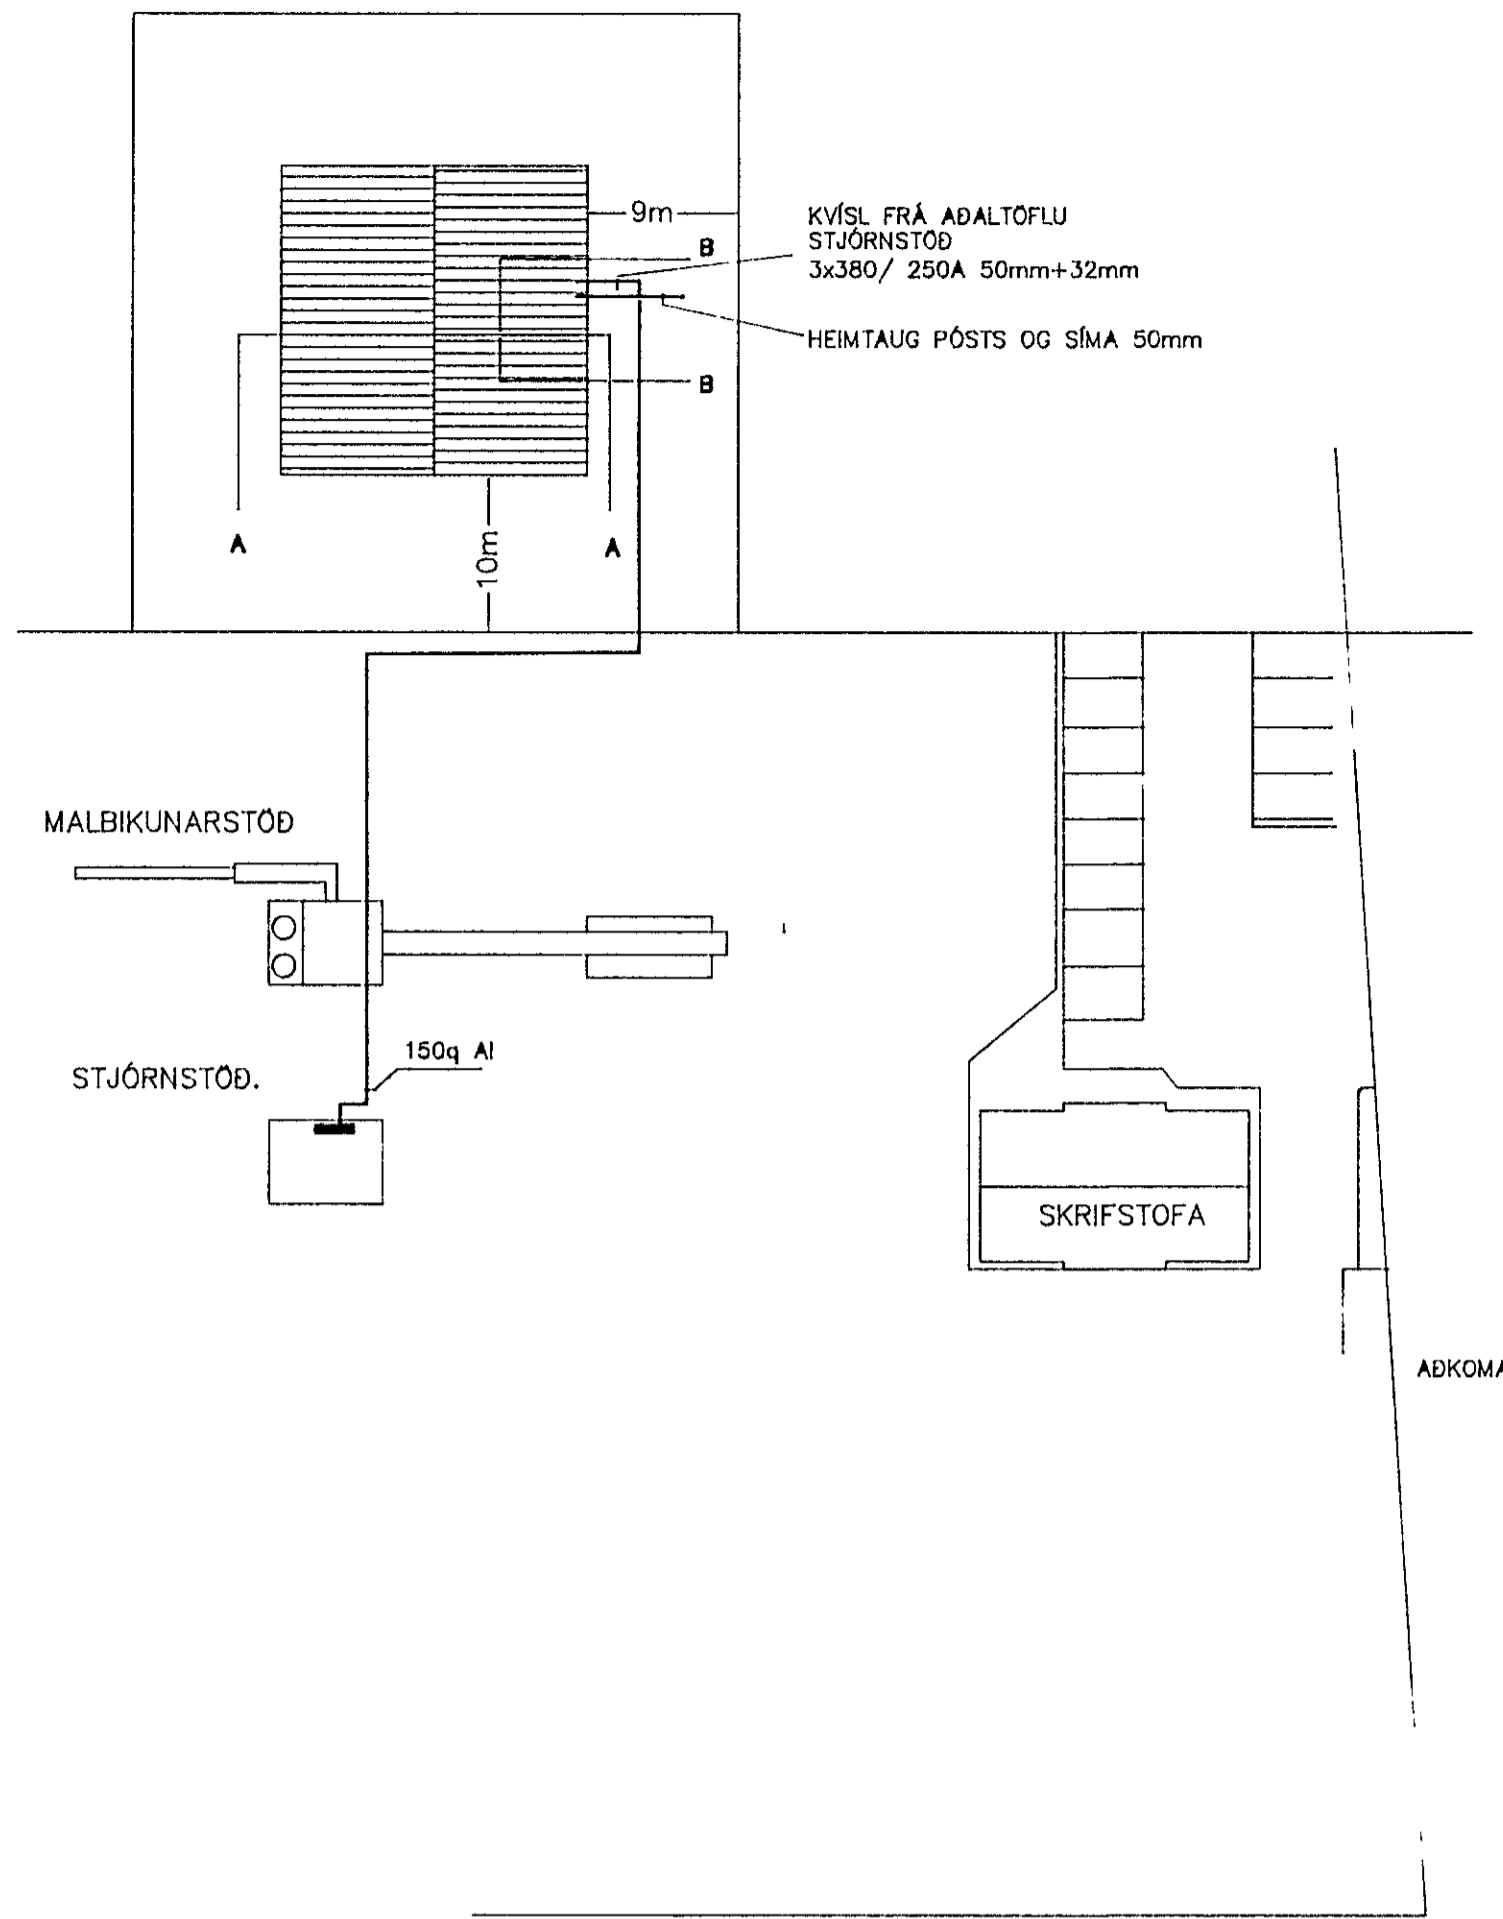 9m
KVÍSL FRÁ AÐALTÖFLU
STJÓRNSTÖÐ
3x380/ 250A 50mm+32mm
B
HEIMTAUG PÓSTS OG SÍMA 50mm
B
A
A
10m
MALBIKUNARSTÖÐ
150q Al
STJÓRNSTÖÐ.
SKRIFSTOFA
AÐKOMA